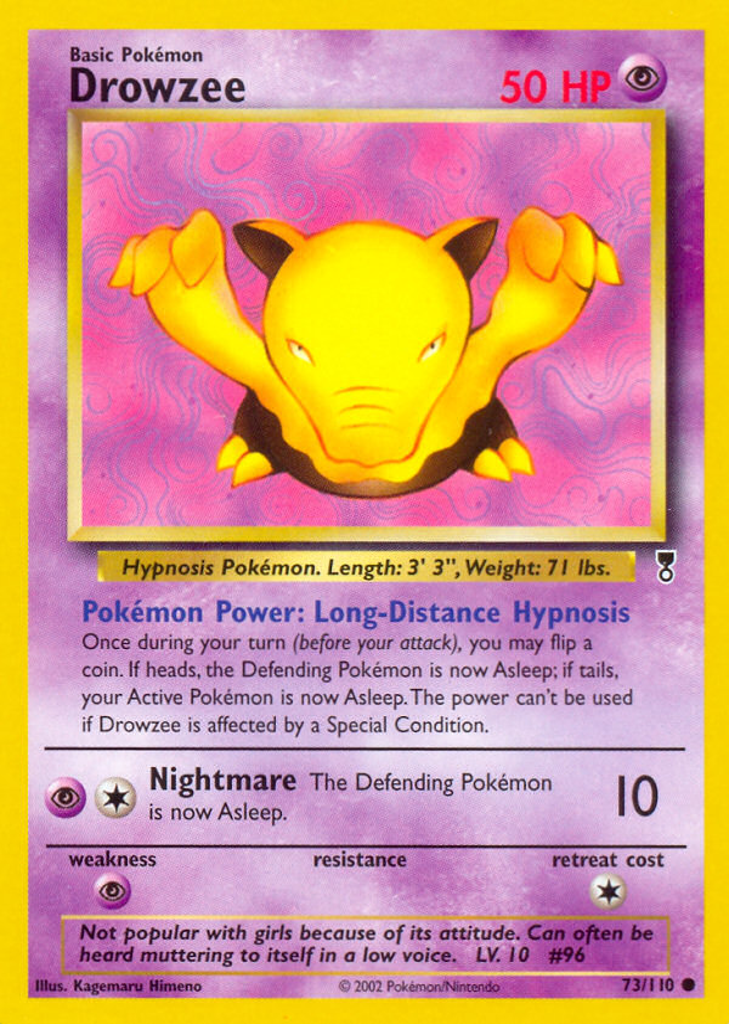 Basic Pokémon
Drowzee 50 HP
Hypnosis Pokémon. Length: 3' 3", Weight: 71 lbs.
Pokémon Power: Long-Distance Hypnosis
Once during your turn (before your attack), you may flip a
coin. If heads, the Defending Pokémon is now Asleep; if tails,
your Active Pokémon is now Asleep. The power can't be used
if Drowzee is affected by a Special Condition.
Nightmare The Defending Pokémon 10
is now Asleep.
weakness resistance retreat cost
Not popular with girls because of its attitude. Can often be
heard muttering to itself in a low voice. LV. 10 #96
Illus. Kagemaru Himeno © 2002 Pokémon/Nintendo 73/110